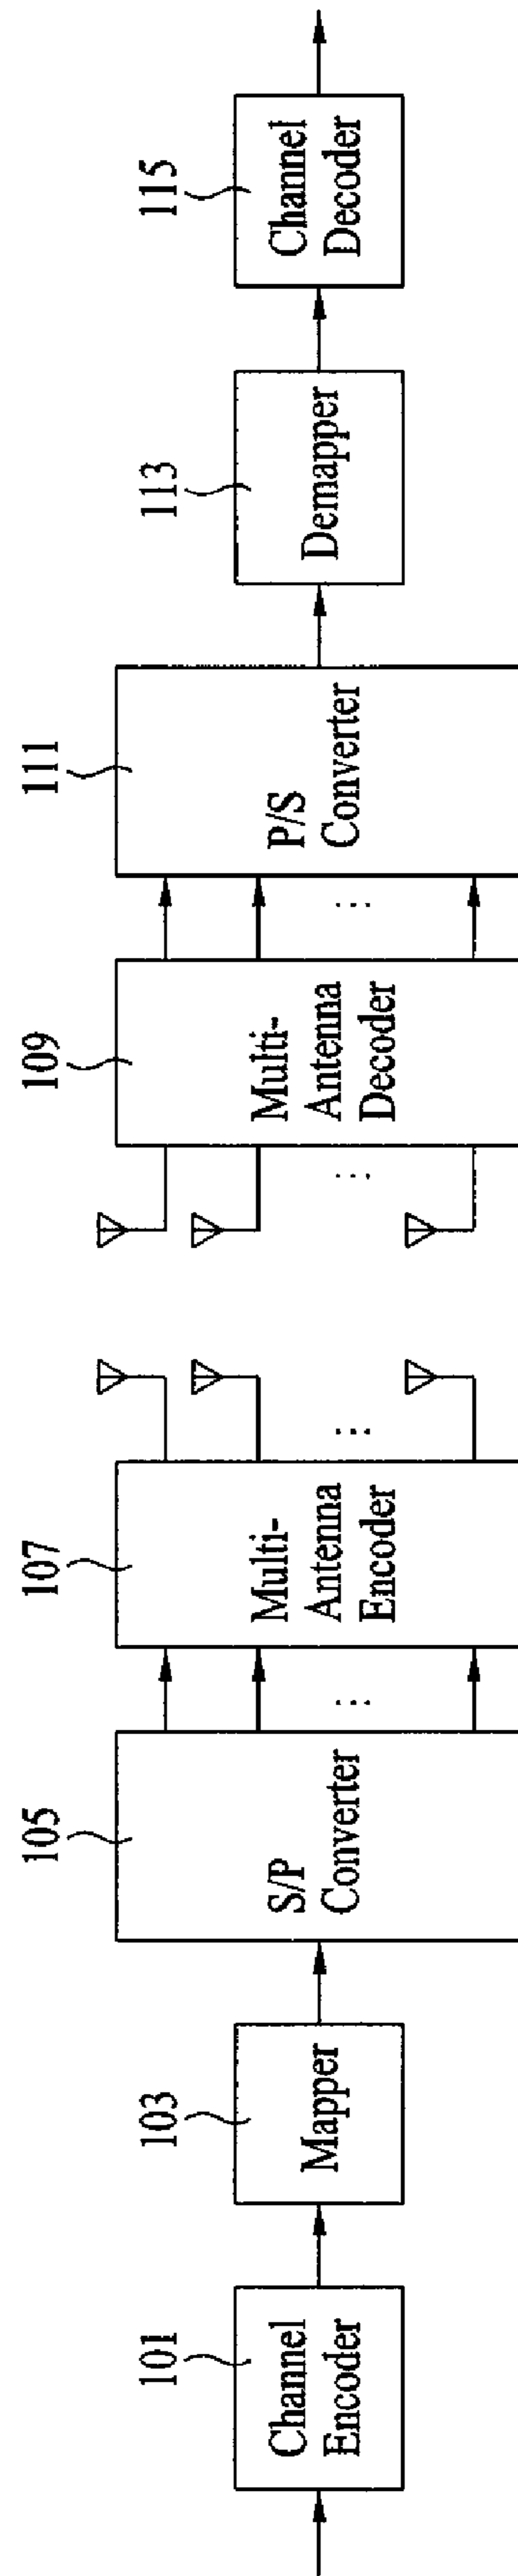 101
Channel
Encoder
103
Mapper
105
S/P
Converter
107
Multi-
Antenna
Encoder
...
...
109
Multi-
Antenna
Decoder
...
...
111
P/S
Converter
113
Demapper
115
Channel
Decoder